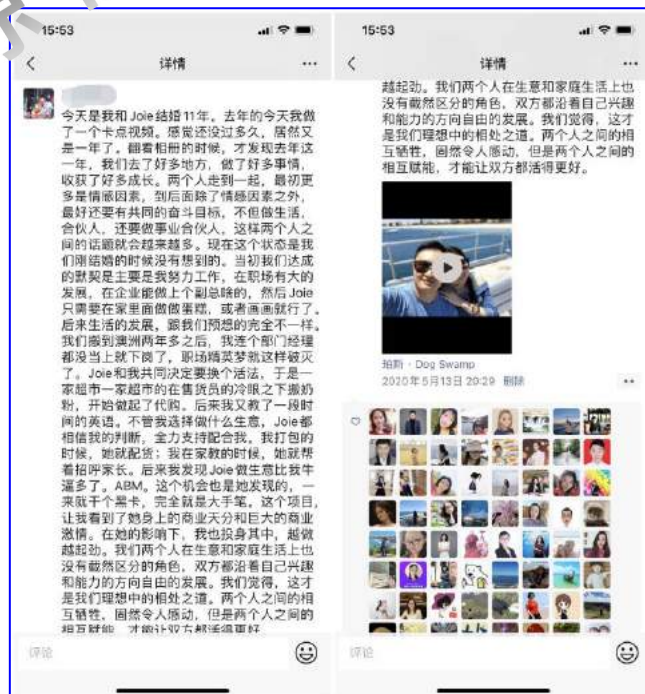 15:53
详情
今天是我和 Joie 结婚 11年。去年的今天我做
了一个卡点视频。感觉还没过多久，居然又
是一年了。翻看相册的时候，才发现去年这
一年，我们去了好多地方，做了好多事情，
收获了好多成长。两个人走到一起，最初更
多是情感因素，到后面除了情感因素之外，
最好还要有共同的奋斗目标。不但做生活，
合伙人，还要做事业合伙人，这样两个人之
间的话题就会越来越多。现在这个状态是我
们刚结婚的时候没有想到的。当初我们达成
的默契是主要是我努力工作，在职场有大的
发展，在企业能做上个副总啥的，然后 Joie
只需要在家里面做做蛋糕，或者画画就行了。
后来生活的发展，跟我们预想的完全不一样。
我们搬到澳洲两年多之后，我连个部门经理
都没当上就下岗了，职场精英梦就这样破灭
了。Joie和我共同决定要换个活法，于是一
家超市一家超市的在售货员的冷眼之下搬奶
粉，开始做起了代购。后来我又教了一段时
间的英语。不管我选择做什么生意，Joie都
相信我的判断，全力支持配合我，我打包的
时候，她就配货；我在家教的时候，她就帮
着招呼家长。后来我发现Joie做生意比我牛
逼多了。ABM。这个机会也是她发现的，一
来就干个黑卡，完全就是大手笔。这个项目，
让我看到了她身上的商业天分和巨大的商业
激情。在她的影响下，我也投身其中，越做
越起劲。我们两个人在生意和家庭生活上也
没有截然区分的角色，双方都沿着自己兴趣
和能力的方向自由的发展。我们觉得，这才
是我们理想中的相处之道。两个人之间的相
互牺牲，固然令人感动，但是两个人之间的
相互赋能，才能让双方都活得更好。
评论
15:53
详情
越起劲。我们两个人在生意和家庭生活上也
没有截然区分的角色，双方都沿着自己兴趣
和能力的方向自由的发展。我们觉得，这才
是我们理想中的相处之道。两个人之间的相
互牺牲，固然令人感动，但是两个人之间的
相互赋能，才能让双方都活得更好。
珀斯 · Dog Swamp
2020年5月13日 20:29 删除
评论